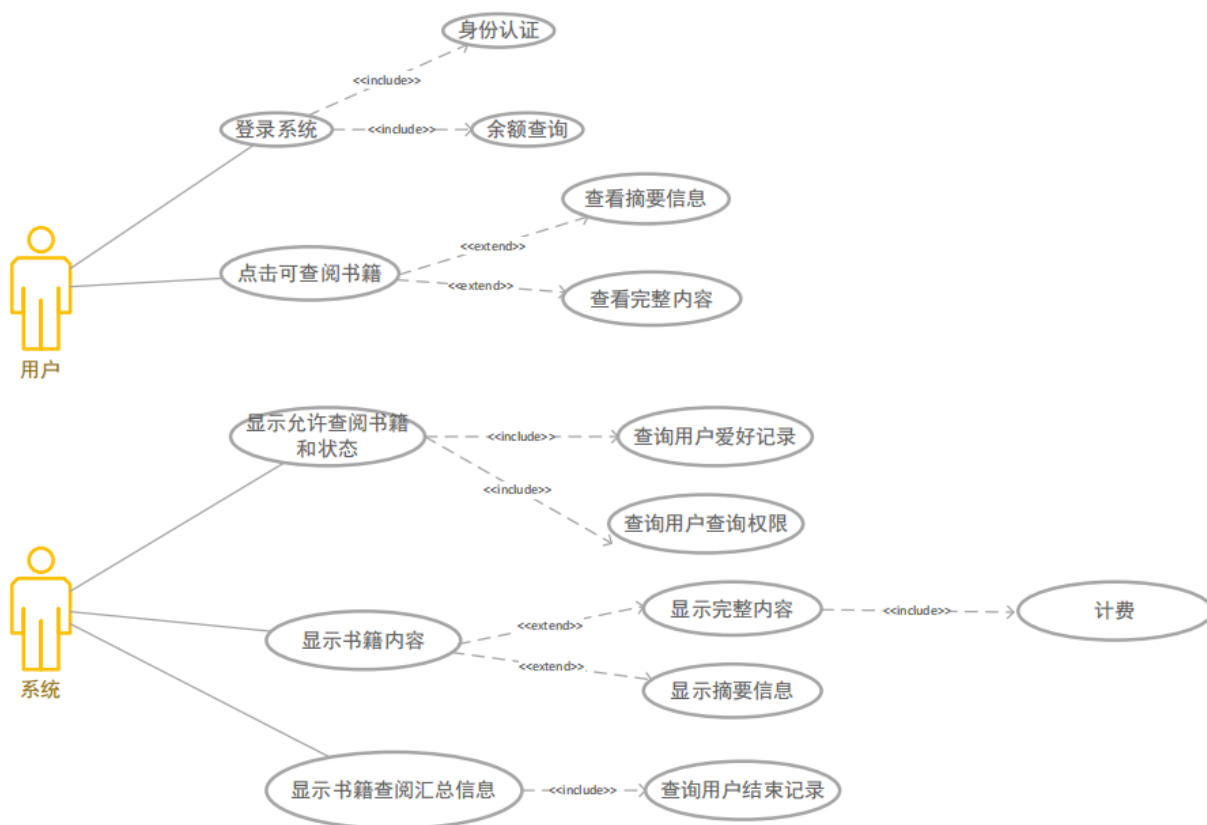 身份认证
<<include>>
登录系统
<<include>>
余额查询
查看摘要信息
<<extend>>
点击可查阅书籍
<<extend>>
查看完整内容
用户
显示允许查阅书籍
和状态
<<include>>
查询用户爱好记录
<<include>>
查询用户查询权限
显示完整内容
<<include>>
计费
<<extend>>
显示书籍内容
<<extend>>
显示摘要信息
系统
显示书籍查阅汇总信息
<<include>>
查询用户结束记录